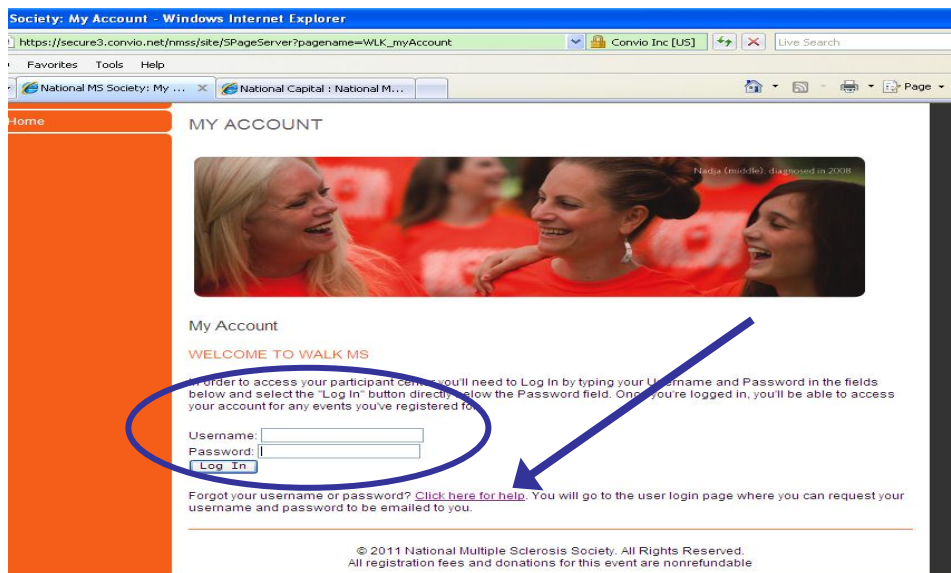 Society: My Account - Windows Internet Explorer
https://secure3.convio.net/nmss/site/SPageServer?pagename=WLK_myAccount
Convio Inc [US]
Live Search
Favorites Tools Help
National MS Society: My ...
National Capital : National M...
Page
Home
MY ACCOUNT
Nadja (middle), diagnosed in 2008
My Account
WELCOME TO WALK MS
In order to access your participant center you'll need to Log In by typing your Username and Password in the fields
below and select the "Log In" button directly below the Password field. Once you're logged in, you'll be able to access
your account for any events you've registered for.
Username:
Password:
Log In
Forgot your username or password? Click here for help. You will go to the user login page where you can request your
username and password to be emailed to you.
© 2011 National Multiple Sclerosis Society. All Rights Reserved.
All registration fees and donations for this event are nonrefundable